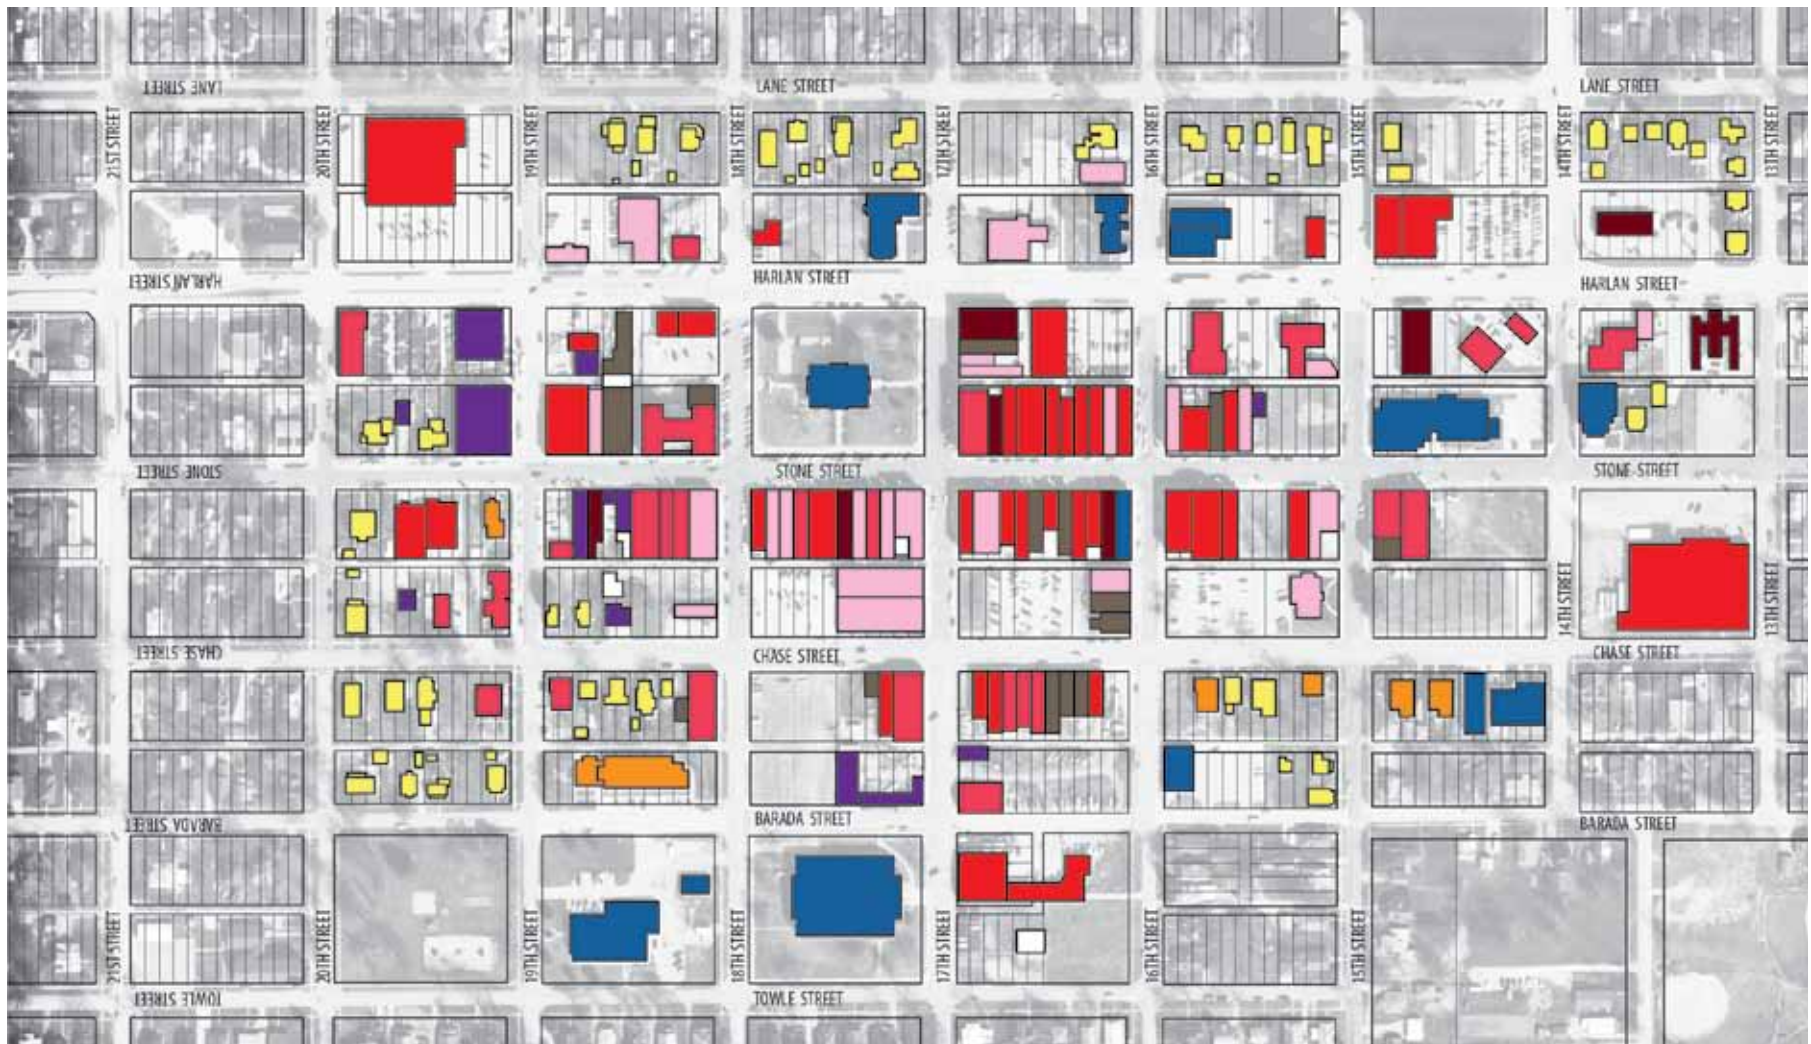 LANE STREET
LANE STREET
LANE STREET
21ST STREET
20TH STREET
19TH STREET
18TH STREET
17TH STREET
16TH STREET
15TH STREET
14TH STREET
13TH STREET
HARLAN STREET
HARLAN STREET
HARLAN STREET
STONE STREET
STONE STREET
STONE STREET
14TH STREET
13TH STREET
CHASE STREET
CHASE STREET
CHASE STREET
BARADA STREET
BARADA STREET
BARADA STREET
21ST STREET
20TH STREET
19TH STREET
18TH STREET
17TH STREET
16TH STREET
15TH STREET
TOWLE STREET
TOWLE STREET